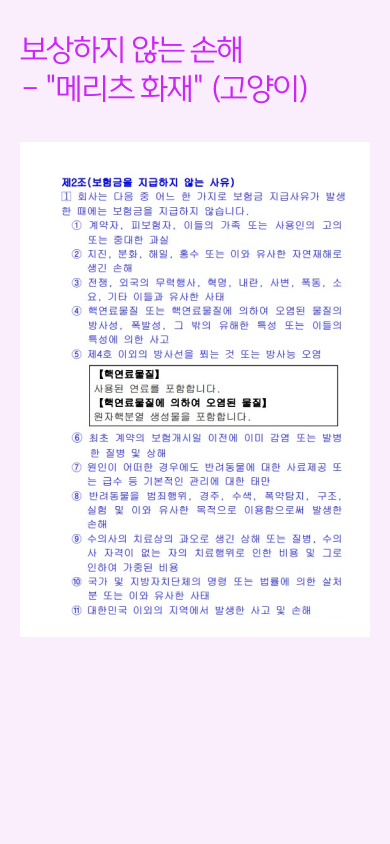 보상하지 않는 손해
- "메리츠 화재" (고양이)
제2조(보험금을 지급하지 않는 사유)
1 회사는 다음 중 어느 한 가지로 보험금 지급사유가 발생
한 때에는 보험금을 지급하지 않습니다.
① 계약자, 피보험자, 이들의 가족 또는 사용인의 고의
또는 중대한 과실
② 지진, 분화, 해일, 홍수 또는 이와 유사한 자연재해로
생긴 손해
③ 전쟁, 외국의 무력행사, 혁명, 내란, 사변, 폭동, 소
요, 기타 이들과 유사한 사태
④ 핵연료물질 또는 핵연료물질에 의하여 오염된 물질의
방사성, 폭발성, 그 밖의 유해한 특성 또는 이들의
특성에 의한 사고
⑤ 제4호 이외의 방사선을 쬐는 것 또는 방사능 오염
【핵연료물질】
사용된 연료를 포함합니다.
【핵연료물질에 의하여 오염된 물질】
원자핵분열 생성물을 포함합니다.
⑥ 최초 계약의 보험개시일 이전에 이미 감염 또는 발병
한 질병 및 상해
⑦ 원인이 어떠한 경우에도 반려동물에 대한 사료제공 또
는 급수 등 기본적인 관리에 대한 태만
⑧ 반려동물을 범죄행위, 경주, 수색, 폭약탐지, 구조,
실험 및 이와 유사한 목적으로 이용함으로써 발생한
손해
⑨ 수의사의 치료상의 과오로 생긴 상해 또는 질병, 수의
사 자격이 없는 자의 치료행위로 인한 비용 및 그로
인하여 가중된 비용
⑩ 국가 및 지방자치단체의 명령 또는 법률에 의한 살처
분 또는 이와 유사한 사태
⑪ 대한민국 이외의 지역에서 발생한 사고 및 손해